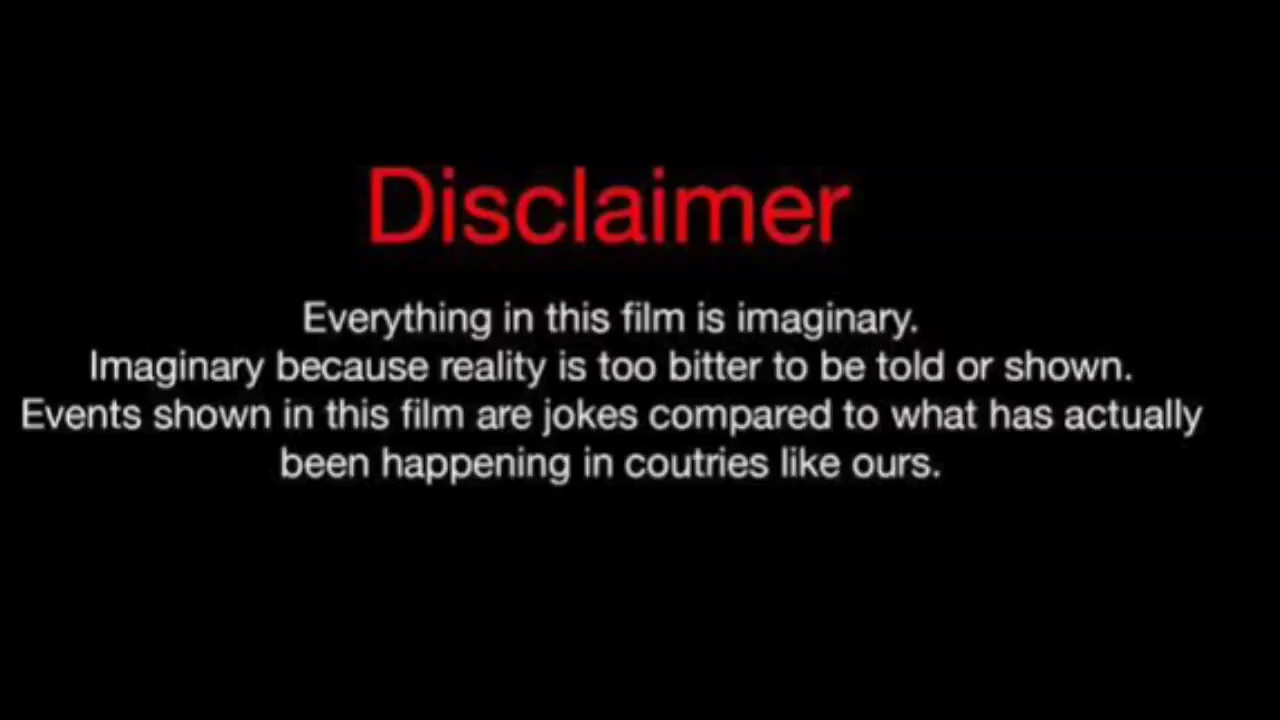 Disclaimer
Everything in this film is imaginary.
Imaginary because reality is too bitter to be told or shown.
Events shown in this film are jokes compared to what has actually
been happening in coutries like ours.